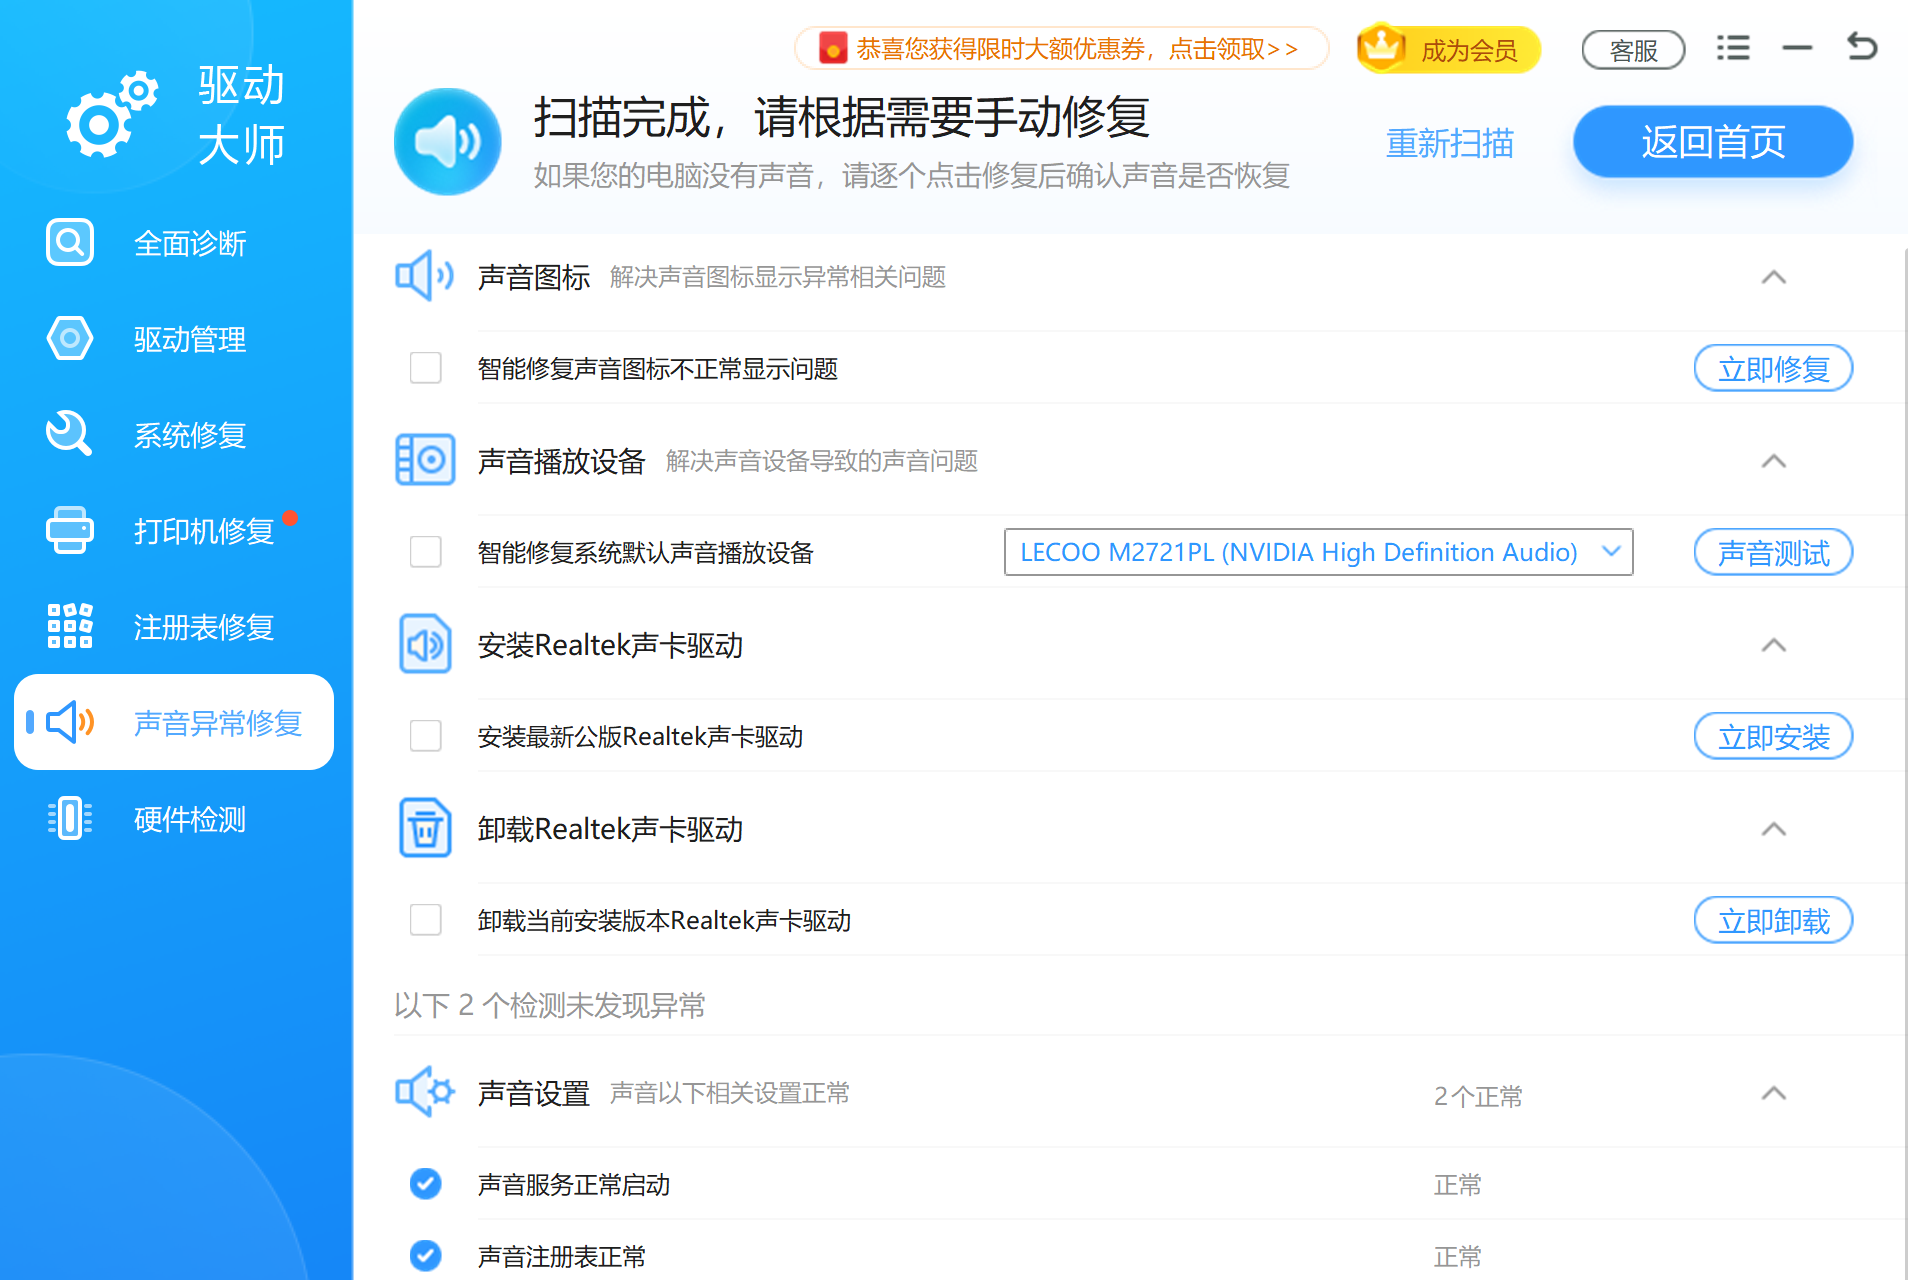 驱动
大师
全面诊断
驱动管理
系统修复
打印机修复
注册表修复
声音异常修复
硬件检测
恭喜您获得限时大额优惠券，点击领取>>
成为会员
客服
扫描完成，请根据需要手动修复
如果您的电脑没有声音，请逐个点击修复后确认声音是否恢复
重新扫描
返回首页
声音图标 解决声音图标显示异常相关问题
智能修复声音图标不正常显示问题
立即修复
声音播放设备 解决声音设备导致的声音问题
智能修复系统默认声音播放设备
LECOO M2721PL (NVIDIA High Definition Audio)
声音测试
安装Realtek声卡驱动
安装最新公版Realtek声卡驱动
立即安装
卸载Realtek声卡驱动
卸载当前安装版本Realtek声卡驱动
立即卸载
以下 2 个检测未发现异常
声音设置 声音以下相关设置正常
2个正常
声音服务正常启动
正常
声音注册表正常
正常